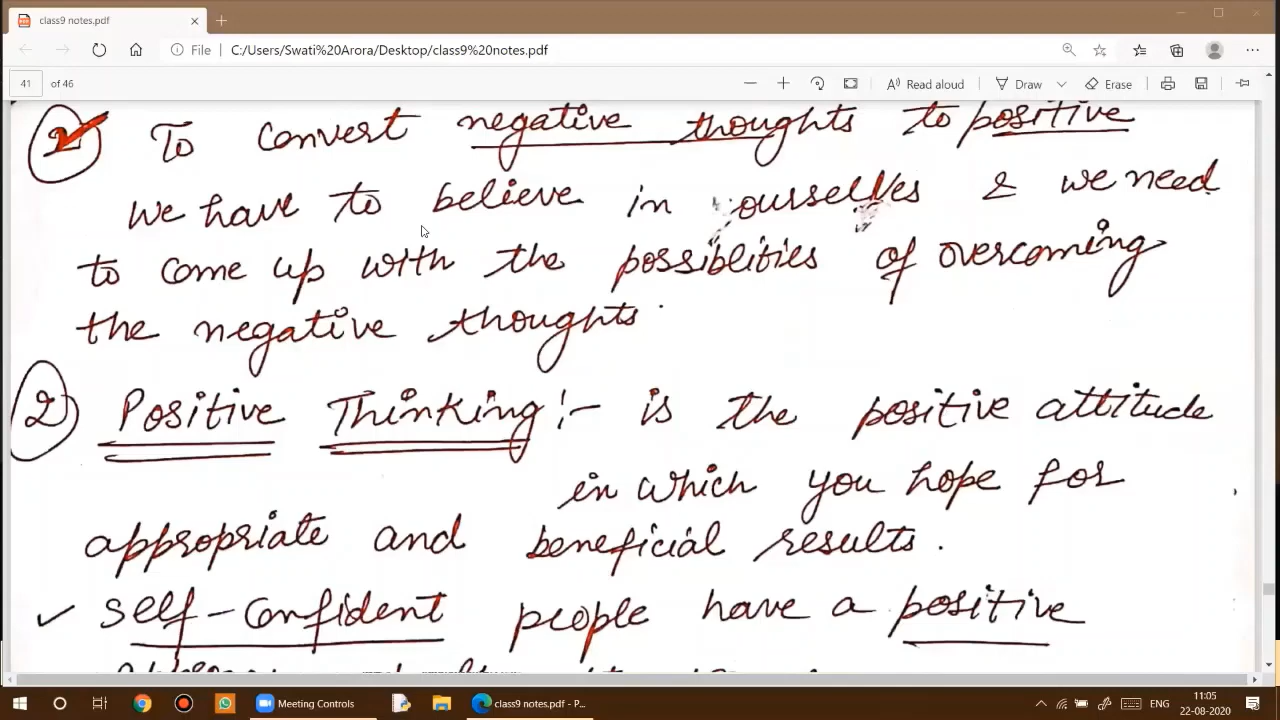 class9 notes.pdf
File C:/Users/Swati%20Arora/Desktop/class9%20notes.pdf
41 of 46 Read aloud Draw Erase
1 To convert negative thoughts to positive
we have to believe in ourselves & we need
to come up with the possiblities of overcoming
the negative thoughts.
2 Positive Thinking :- is the positive attitude
in which you hope for
appropriate and beneficial results.
✓ Self-confident people have a positive
Meeting Controls class9 notes.pdf - P... ENG 11:05
22-08-2020